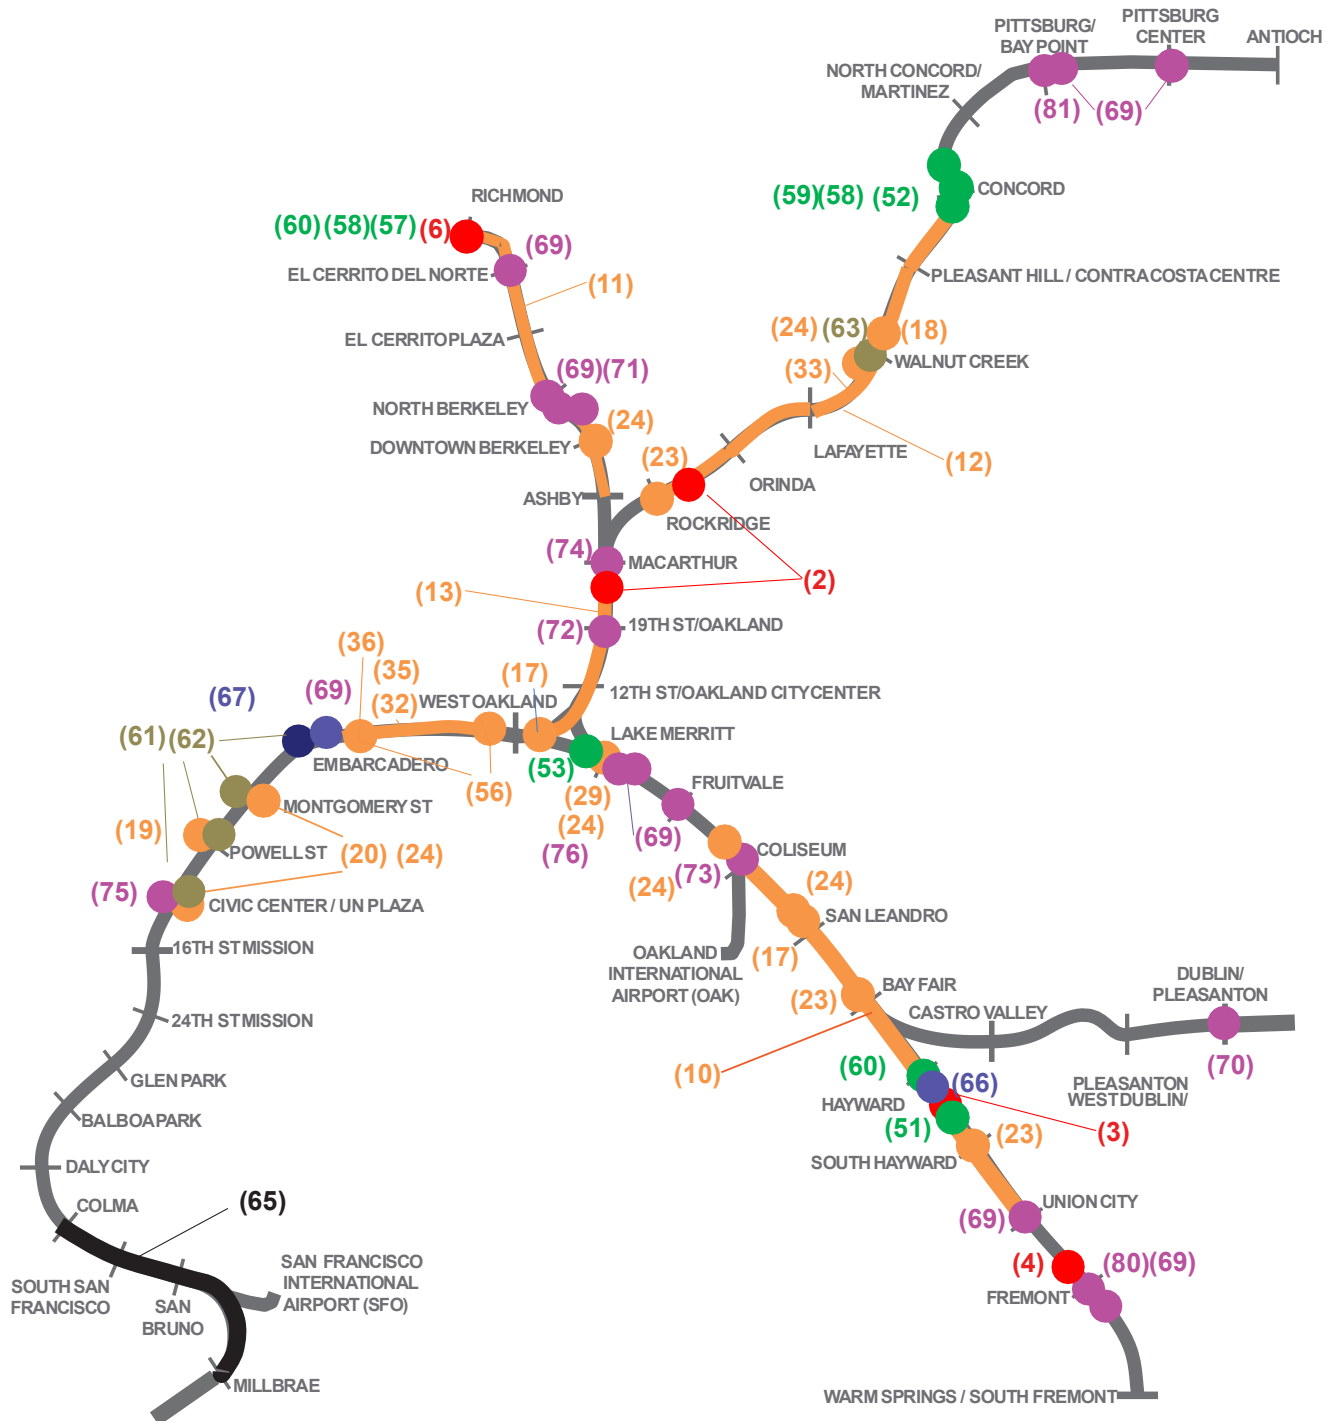 PITTSBURG/
BAY POINT
PITTSBURG
CENTER
ANTIOCH
NORTH CONCORD/
MARTINEZ
(81)
(69)
RICHMOND
(59)(58)
(52)
CONCORD
(60)
(58)(57)
(6)
(69)
EL CERRITO DEL NORTE
(11)
PLEASANT HILL / CONTRA COSTA CENTRE
EL CERRITO PLAZA
(24)
(63)
(18)
WALNUT CREEK
(69)(71)
(33)
NORTH BERKELEY
(24)
DOWNTOWN BERKELEY
LAFAYETTE
(12)
(23)
ORINDA
ASHBY
ROCKRIDGE
(74)
MACARTHUR
(2)
(13)
(72)
19TH ST/OAKLAND
(36)
(35)
(17)
12TH ST/OAKLAND CITY CENTER
(67)
(69)
(32)
WEST OAKLAND
(61)
(62)
LAKE MERRITT
EMBARCADERO
(53)
(56)
FRUITVALE
(29)
MONTGOMERY ST
(19)
(24)
(69)
POWELL ST
(20)
(24)
(76)
COLISEUM
(75)
(24)
(73)
(24)
CIVIC CENTER / UN PLAZA
SAN LEANDRO
16TH ST MISSION
OAKLAND
INTERNATIONAL
AIRPORT (OAK)
(17)
DUBLIN/
PLEASANTON
(23)
BAY FAIR
CASTRO VALLEY
24TH ST MISSION
(10)
(60)
(66)
(70)
GLEN PARK
PLEASANTON
WEST DUBLIN/
HAYWARD
BALBOA PARK
(51)
(3)
(23)
DALY CITY
SOUTH HAYWARD
COLMA
(65)
UNION CITY
(69)
SAN FRANCISCO
INTERNATIONAL
AIRPORT (SFO)
(4)
(80)(69)
SOUTH SAN
FRANCISCO
SAN
BRUNO
FREMONT
MILLBRAE
WARM SPRINGS / SOUTH FREMONT